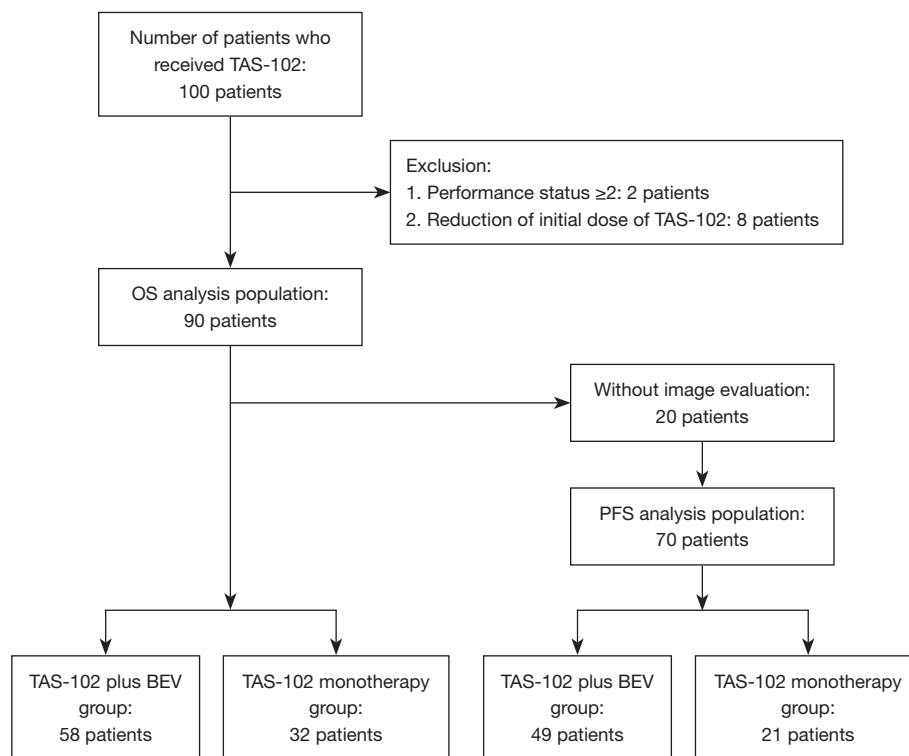 Number of patients who
received TAS-102:
100 patients
Exclusion:
1. Performance status ≥2: 2 patients
2. Reduction of initial dose of TAS-102: 8 patients
OS analysis population:
90 patients
Without image evaluation:
20 patients
PFS analysis population:
70 patients
TAS-102 plus BEV
group:
58 patients
TAS-102 monotherapy
group:
32 patients
TAS-102 plus BEV
group:
49 patients
TAS-102 monotherapy
group:
21 patients